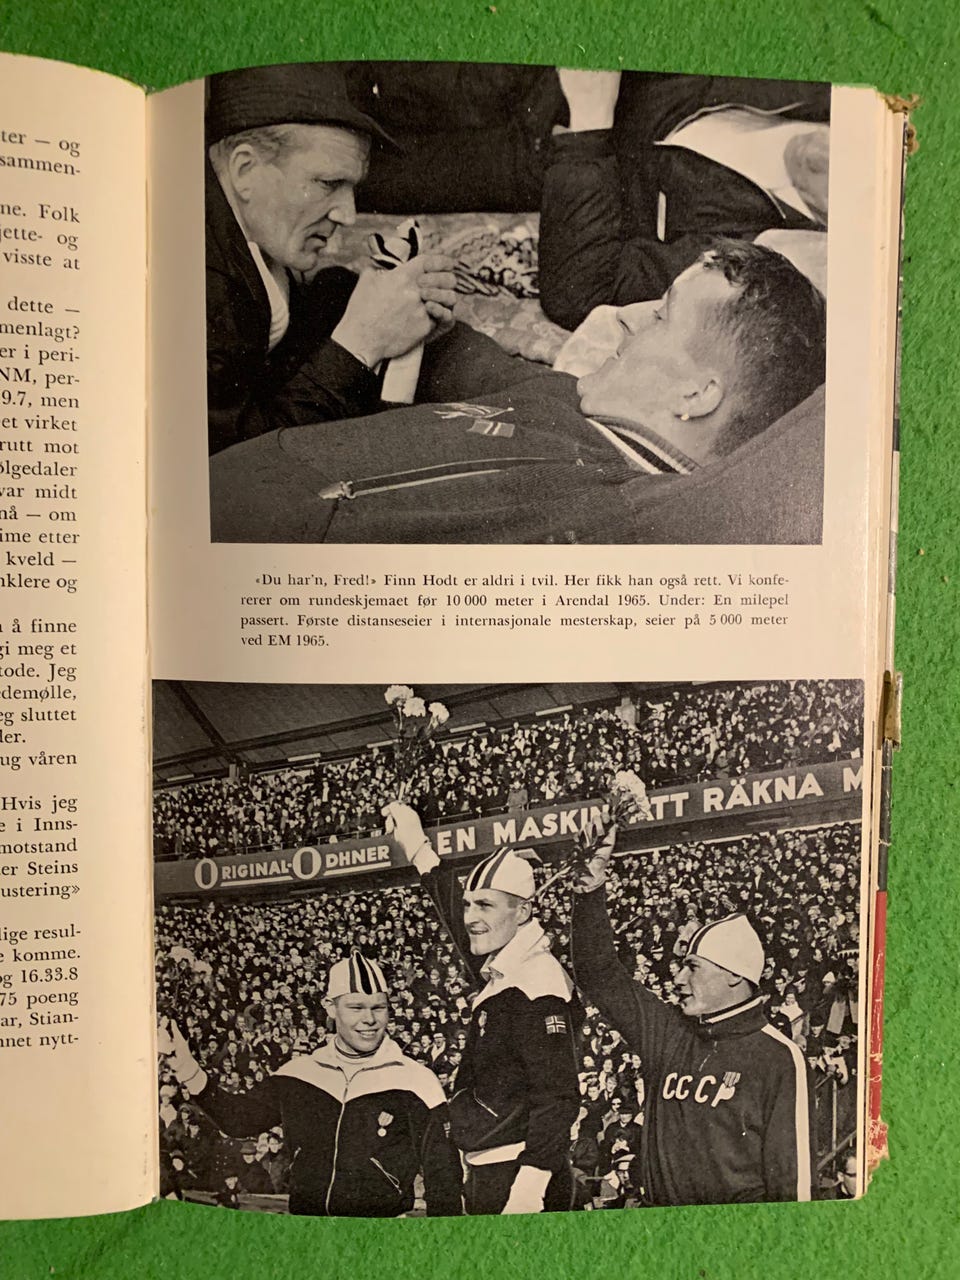 ter — og
sammen-
ne. Folk
jette- og
visste at
dette —
menlagt?
er i peri-
NM, per-
9.7, men
et virket
rutt mot
ølgedaler
var midt
nå — om
ime etter
kveld —
nklere og
å finne
gi meg et
tode. Jeg
edemølle,
eg sluttet
ler.
ug våren
Hvis jeg
e i Inns-
motstand
er Steins
ustering»
lige resul-
e komme.
og 16.33.8
75 poeng
ar, Stian-
nnet nytt-
«Du har'n, Fred!» Finn Hodt er aldri i tvil. Her fikk han også rett. Vi konfe-
rerer om rundeskjemaet før 10 000 meter i Arendal 1965. Under: En milepel
passert. Første distanseseier i internasjonale mesterskap, seier på 5 000 meter
ved EM 1965.
ORIGINAL-ODHNER EN MASKIN ATT RÄKNA M
CCCP